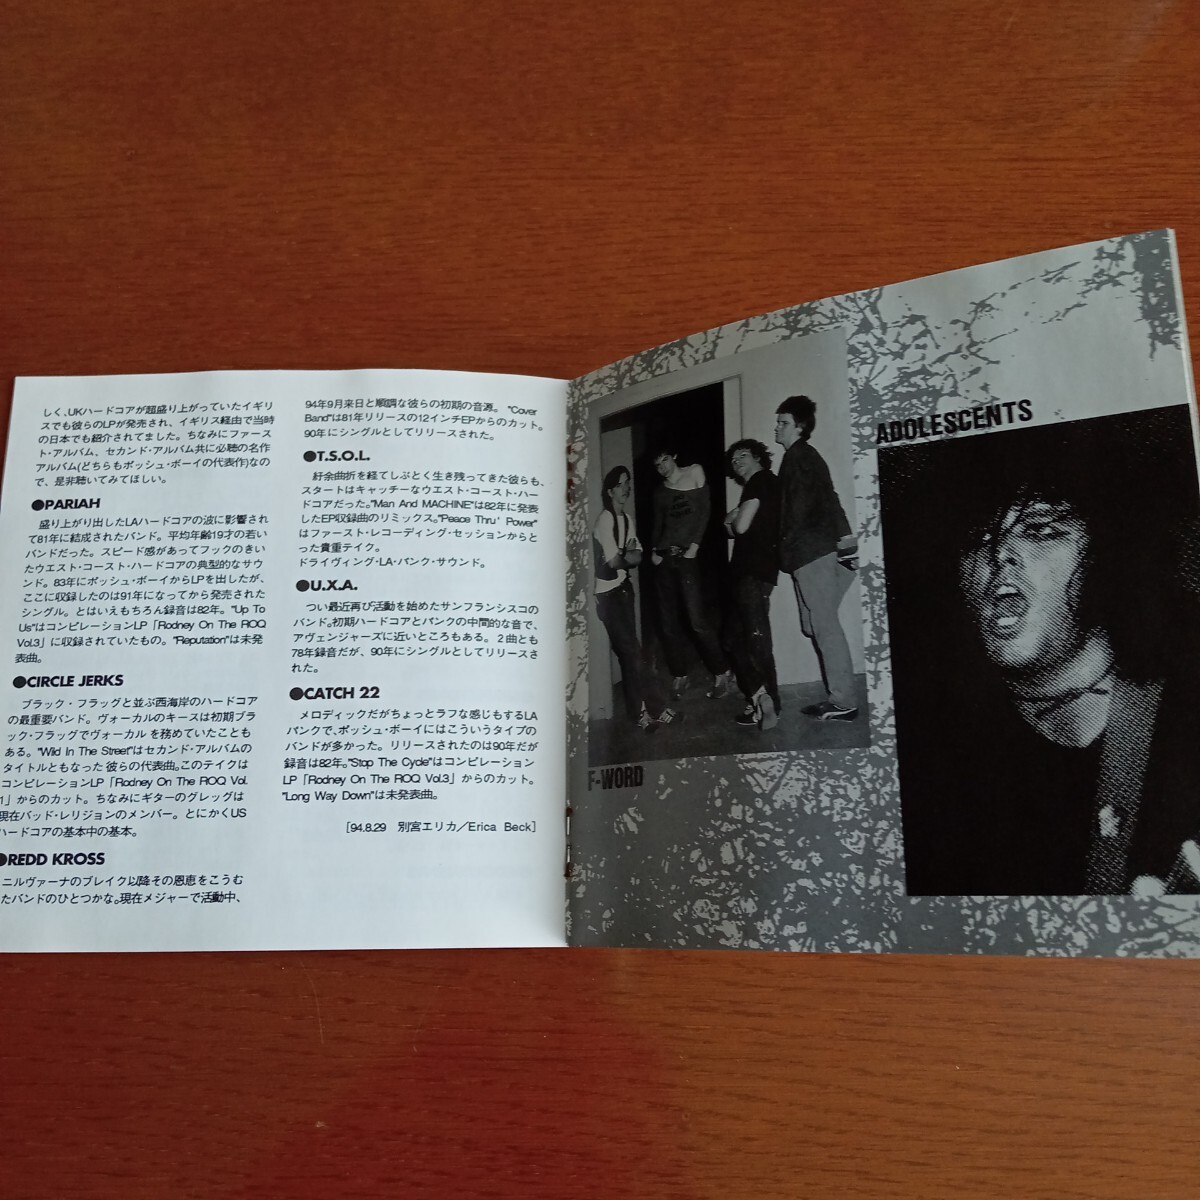 しく、UKハードコアが超盛り上がっていたイギリ
スでも彼らのLPが発売され、イギリス経由で当時
の日本でも紹介されてました。ちなみにファース
ト・アルバム、セカンド・アルバム共に必聴の名作
アルバム(どちらもポッシュ・ボーイの代表作)なの
で、是非聴いてみてほしい。
●PARIAH
盛り上がり出したLAハードコアの波に影響され
て81年に結成されたバンド。平均年齢19才の若い
バンドだった。スピード感があってフックのきい
たウエスト・コースト・ハードコアの典型的なサウ
ンド。83年にポッシュ・ボーイからLPを出したが、
ここに収録したのは91年になってから発売された
シングル。とはいえもちろん録音は82年。"Up To
Us"はコンピレーションLP「Rodney On The ROQ
Vol.3」に収録されていたもの。"Reputation"は未発
表曲。
●CIRCLE JERKS
ブラック・フラッグと並ぶ西海岸のハードコア
の最重要バンド。ヴォーカルのキースは初期ブラ
ック・フラッグでヴォーカルを務めていたことも
ある。"Wild In The Street"はセカンド・アルバムの
タイトルともなった彼らの代表曲。このテイクは
コンピレーションLP「Rodney On The ROQ Vol.
1」からのカット。ちなみにギターのグレッグは
現在バッド・レリジョンのメンバー。とにかくUS
ハードコアの基本中の基本。
●REDD KROSS
ニルヴァーナのブレイク以降その恩恵をこうむ
たバンドのひとつかな。現在メジャーで活動中、
94年9月来日と順調な彼らの初期の音源。"Cover
Band"は81年リリースの12インチEPからのカット。
90年にシングルとしてリリースされた。
●T.S.O.L.
紆余曲折を経てしぶとく生き残ってきた彼らも、
スタートはキャッチーなウエスト・コースト・ハー
ドコアだった。"Man And MACHINE"は82年に発表
したEP収録曲のリミックス。"Peace Thru' Power"
はファースト・レコーディング・セッションからと
った貴重テイク。
ドライヴィング・LA・パンク・サウンド。
●U.X.A.
つい最近再び活動を始めたサンフランシスコの
バンド。初期ハードコアとパンクの中間的な音で、
アヴェンジャーズに近いところもある。2曲とも
78年録音だが、90年にシングルとしてリリースさ
れた。
●CATCH 22
メロディックだがちょっとラフな感じもするLA
パンクで、ポッシュ・ボーイにはこういうタイプの
バンドが多かった。リリースされたのは90年だが
録音は82年。"Stop The Cycle"はコンピレーション
LP「Rodney On The ROQ Vol.3」からのカット。
"Long Way Down"は未発表曲。
[94.8.29 別宮エリカ/Erica Beck]
F-WORD
ADOLESCENTS